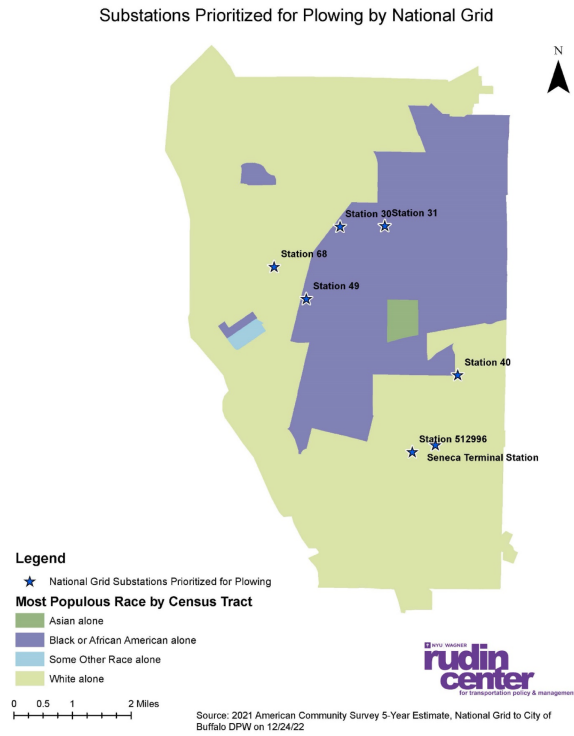 Substations Prioritized for Plowing by National Grid
N
Station 30
Station 31
Station 68
Station 49
Station 40
Station 512996
Seneca Terminal Station
Legend
National Grid Substations Prioritized for Plowing
Most Populous Race by Census Tract
Asian alone
Black or African American alone
Some Other Race alone
White alone
0 0.5 1 2 Miles
NYU WAGNER
rudin
center
for transportation policy & managemen
Source: 2021 American Community Survey 5-Year Estimate, National Grid to City of
Buffalo DPW on 12/24/22